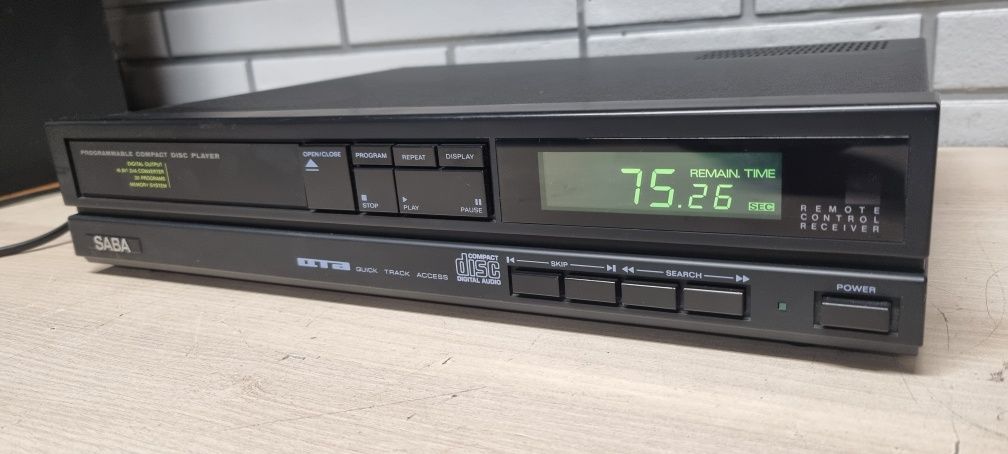 PROGRAMMABLE COMPACT DISC PLAYER
DIGITAL OUTPUT
16 BIT D/A CONVERTER
20 PROGRAMS
MEMORY SYSTEM
OPEN/CLOSE
PROGRAM
REPEAT
DISPLAY
STOP
PLAY
PAUSE
REMAIN. TIME
75.26
SEC
REMOTE
CONTROL
RECEIVER
SABA
QTA QUICK TRACK ACCESS
COMPACT
disc
DIGITAL AUDIO
SKIP
SEARCH
POWER